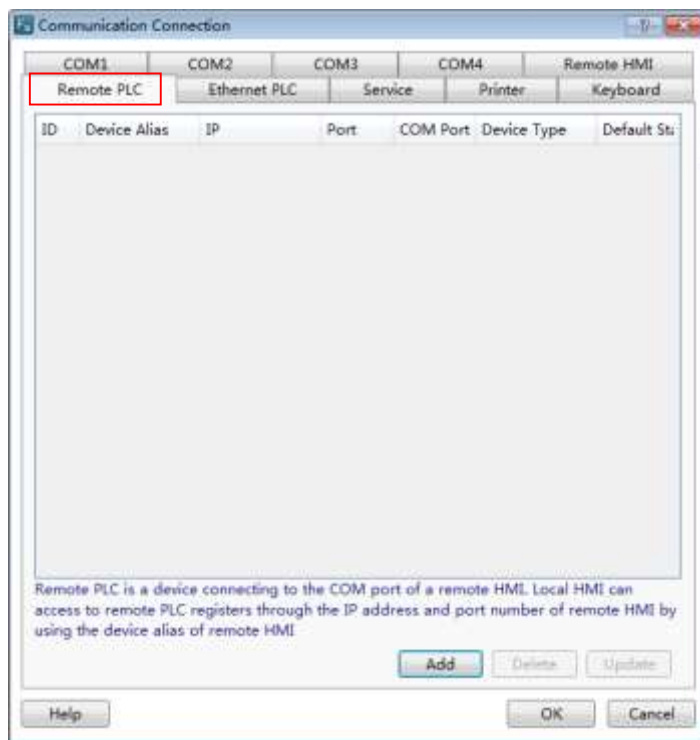 Communication Connection
COM1 COM2 COM3 COM4 Remote HMI
Remote PLC Ethernet PLC Service Printer Keyboard
ID Device Alias IP Port COM Port Device Type Default Sta
Remote PLC is a device connecting to the COM port of a remote HMI. Local HMI can
access to remote PLC registers through the IP address and port number of remote HMI by
using the device alias of remote HMI
Add Delete Update
Help OK Cancel